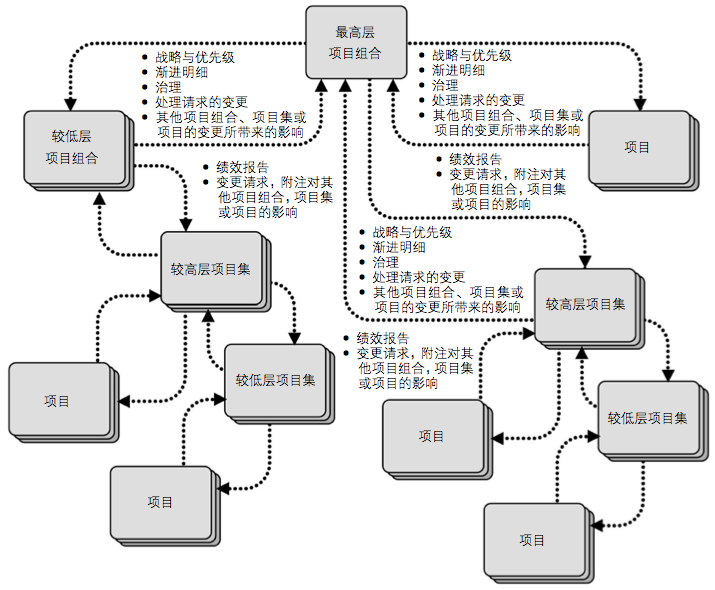 最高层
项目组合
• 战略与优先级
• 渐进明细
• 治理
• 处理请求的变更
• 其他项目组合、项目集或
项目的变更所带来的影响
• 战略与优先级
• 渐进明细
• 治理
• 处理请求的变更
• 其他项目组合、项目集或
项目的变更所带来的影响
较低层
项目组合
项目
• 绩效报告
• 变更请求，附注对其
他项目组合，项目集
或项目的影响
• 绩效报告
• 变更请求，附注对其
他项目组合，项目集
或项目的影响
• 战略与优先级
• 渐进明细
• 治理
• 处理请求的变更
• 其他项目组合、项目集或
项目的变更所带来的影响
较高层项目集
较高层项目集
• 绩效报告
• 变更请求，附注对其
他项目组合，项目集
或项目的影响
较低层项目集
项目
较低层项目集
项目
项目
项目